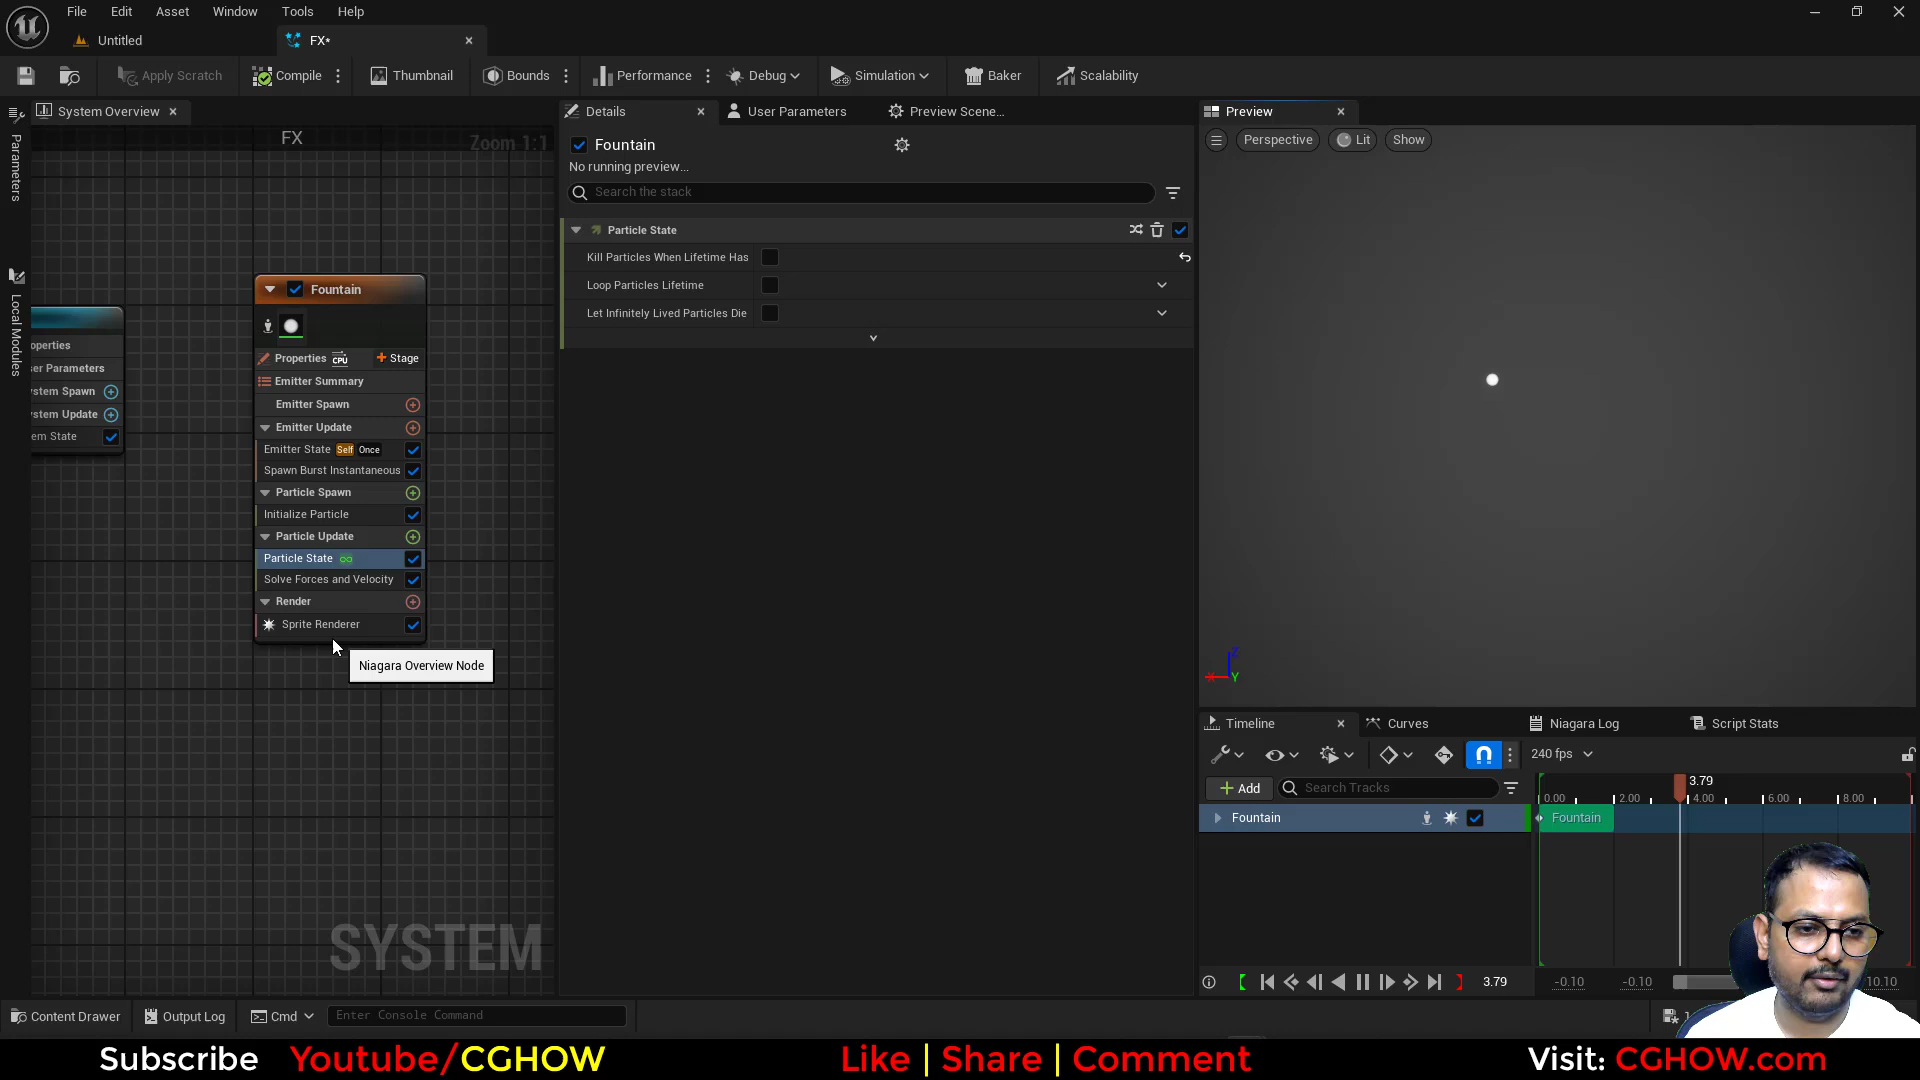 File Edit Asset Window Tools Help
Untitled FX*
Apply Scratch Compile Thumbnail Bounds Performance Debug Simulation Baker Scalability
System Overview
Parameters
Local Modules
FX
Zoom 1:1
operties
ser Parameters
ystem Spawn
ystem Update
em State
Fountain
Properties CPU Stage
Emitter Summary
Emitter Spawn
Emitter Update
Emitter State Self Once
Spawn Burst Instantaneous
Particle Spawn
Initialize Particle
Particle Update
Particle State
Solve Forces and Velocity
Render
Sprite Renderer
Niagara Overview Node
SYSTEM
Details User Parameters Preview Scene...
Fountain
No running preview...
Search the stack
Particle State
Kill Particles When Lifetime Has
Loop Particles Lifetime
Let Infinitely Lived Particles Die
Preview
Perspective Lit Show
Z
X Y
Timeline Curves Niagara Log Script Stats
240 fps
Add Search Tracks
3.79
0.00 2.00 4.00 6.00 8.00
Fountain Fountain
3.79 -0.10 -0.10 10.10
Content Drawer Output Log Cmd Enter Console Command
Subscribe Youtube/CGHOW Like | Share | Comment Visit: CGHOW.com